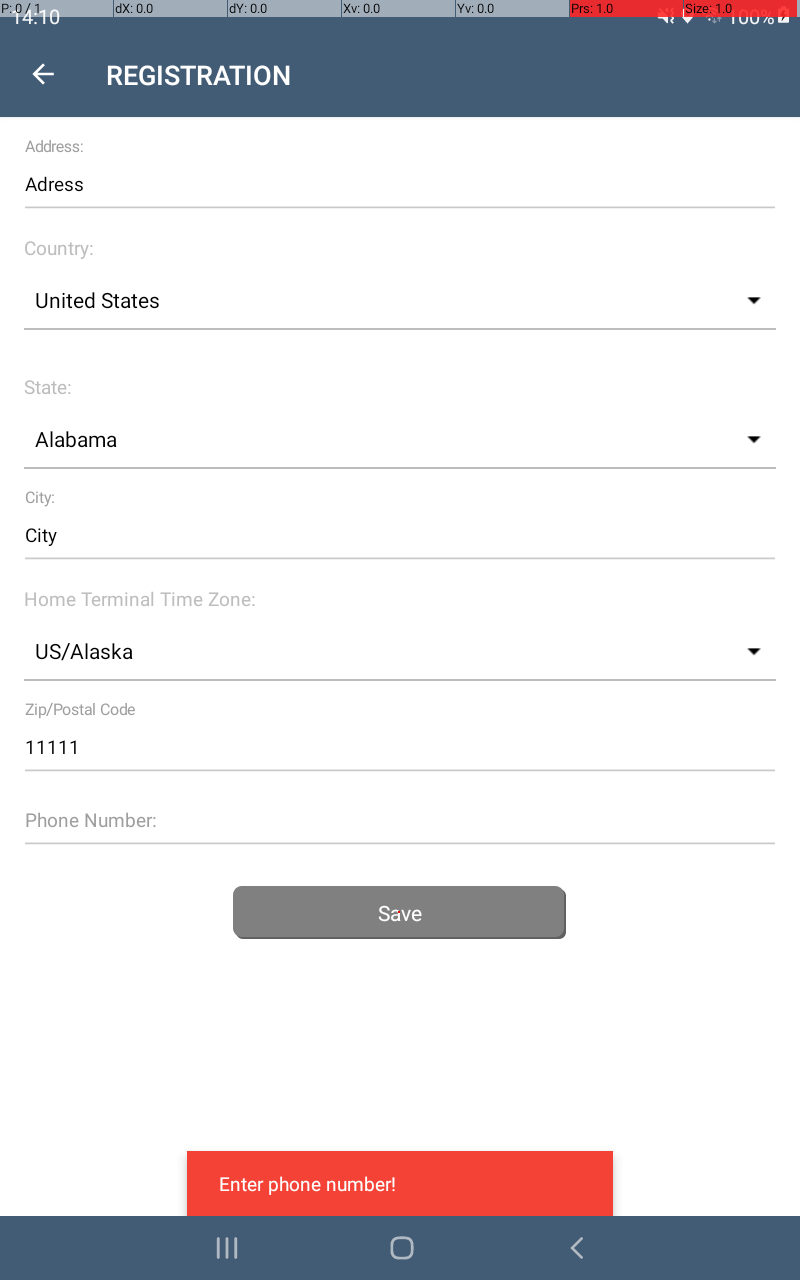 P: 0 / 1 dX: 0.0 dY: 0.0 Xv: 0.0 Yv: 0.0 Prs: 1.0 Size: 1.0
14:10 100%
REGISTRATION
Address:
Adress
Country:
United States
State:
Alabama
City:
City
Home Terminal Time Zone:
US/Alaska
Zip/Postal Code
11111
Phone Number:
Save
Enter phone number!